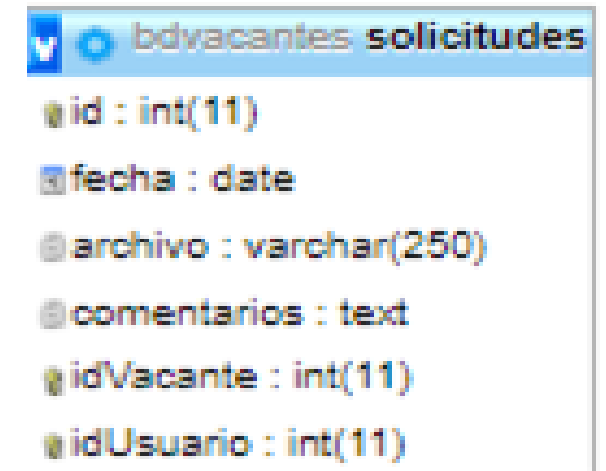 v bdvacantes solicitudes
id : int(11)
fecha : date
archivo : varchar(250)
comentarios : text
idVacante : int(11)
idUsuario : int(11)